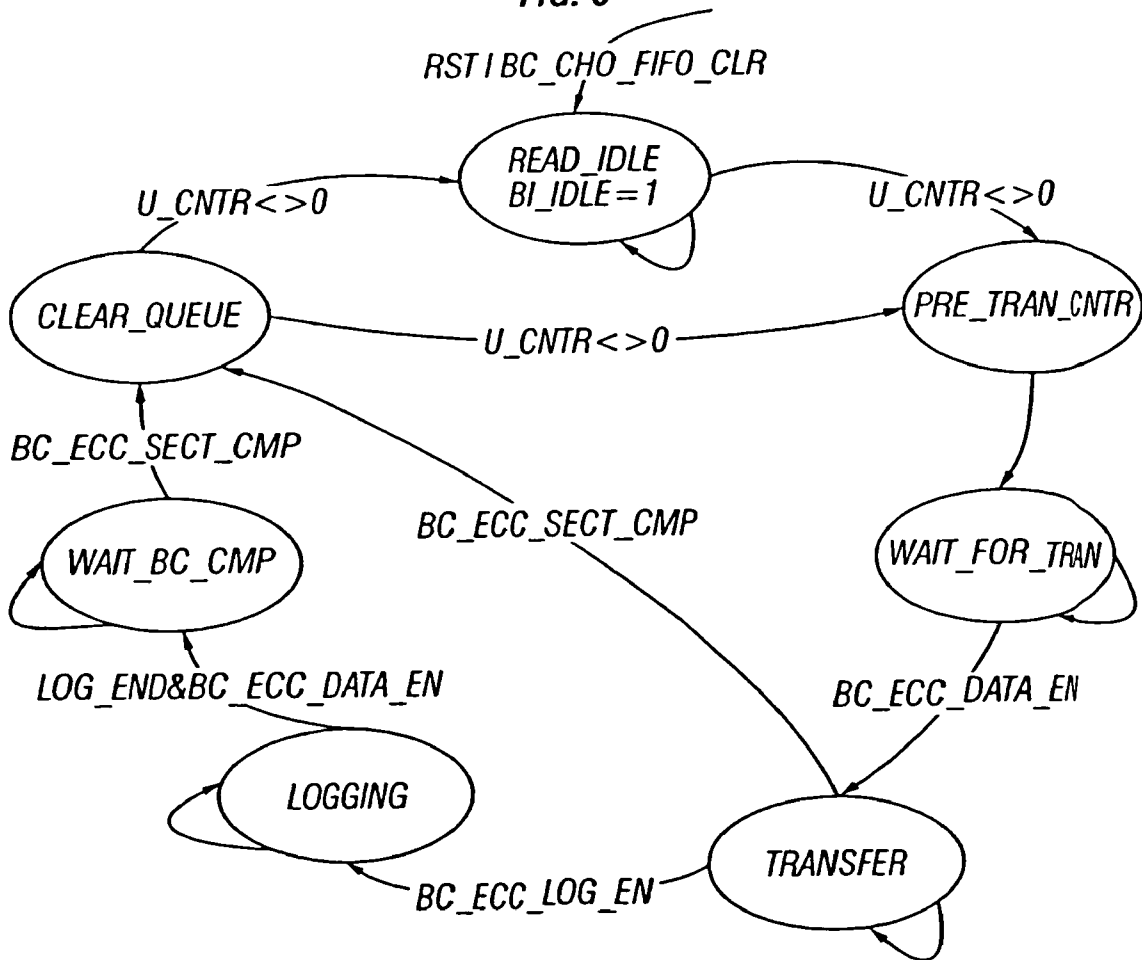 RST I BC_CHO_FIFO_CLR
READ_IDLE
BI_IDLE=1
U_CNTR<>0
U_CNTR<>0
CLEAR_QUEUE
PRE_TRAN_CNTR
U_CNTR<>0
BC_ECC_SECT_CMP
BC_ECC_SECT_CMP
WAIT_BC_CMP
WAIT_FOR_TRAN
LOG_END&BC_ECC_DATA_EN
BC_ECC_DATA_EN
LOGGING
TRANSFER
BC_ECC_LOG_EN